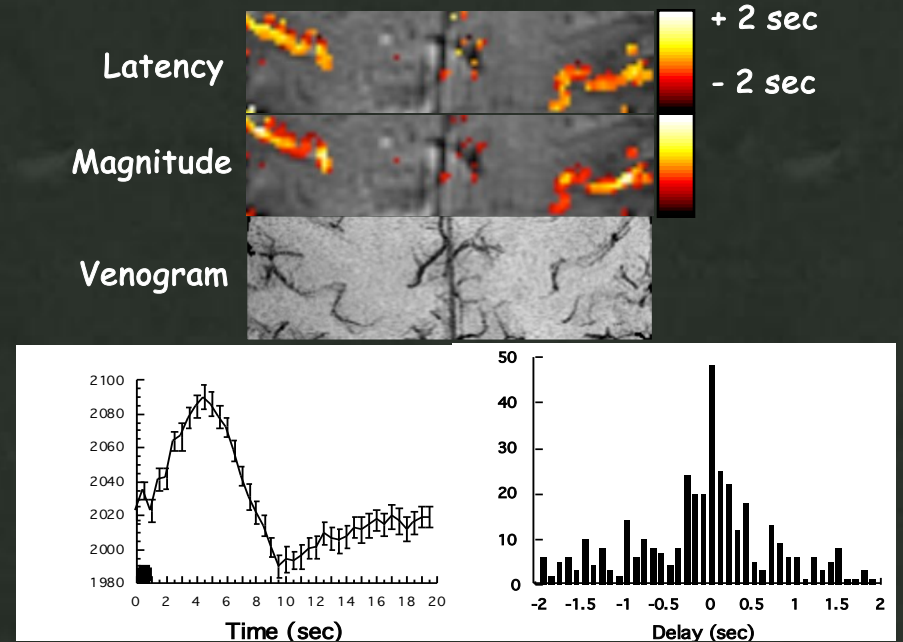 Latency
+ 2 sec
- 2 sec
Magnitude
Venogram
2100
2080
2060
2040
2020
2000
1980
0 2 4 6 8 10 12 14 16 18 20
Time (sec)
50
40
30
20
10
0
-2 -1.5 -1 -0.5 0 0.5 1 1.5 2
Delay (sec)